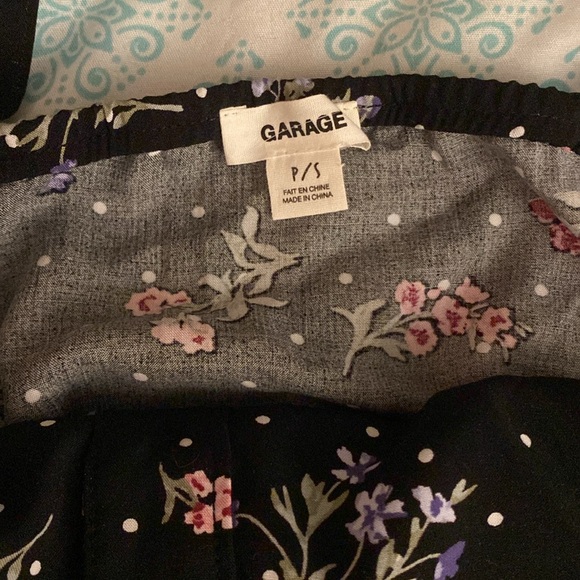 GARAGE
P/S
FAIT EN CHINE
MADE IN CHINA